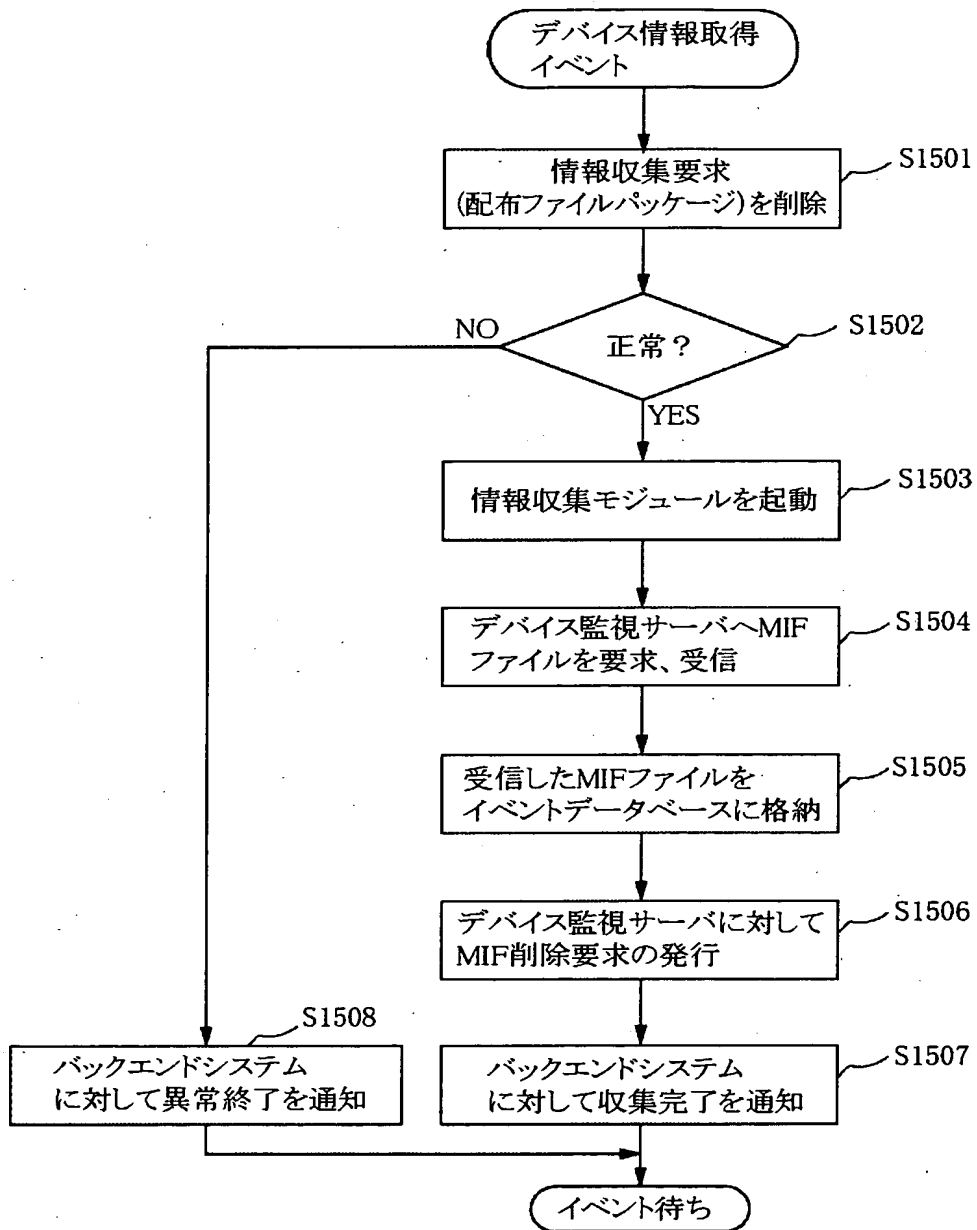 デバイス情報取得
イベント
S1501
情報収集要求
(配布ファイルパッケージ)を削除
S1502
NO
正常？
YES
S1503
情報収集モジュールを起動
S1504
デバイス監視サーバへMIF
ファイルを要求、受信
S1505
受信したMIFファイルを
イベントデータベースに格納
S1506
デバイス監視サーバに対して
MIF削除要求の発行
S1508
バックエンドシステム
に対して異常終了を通知
S1507
バックエンドシステム
に対して収集完了を通知
イベント待ち